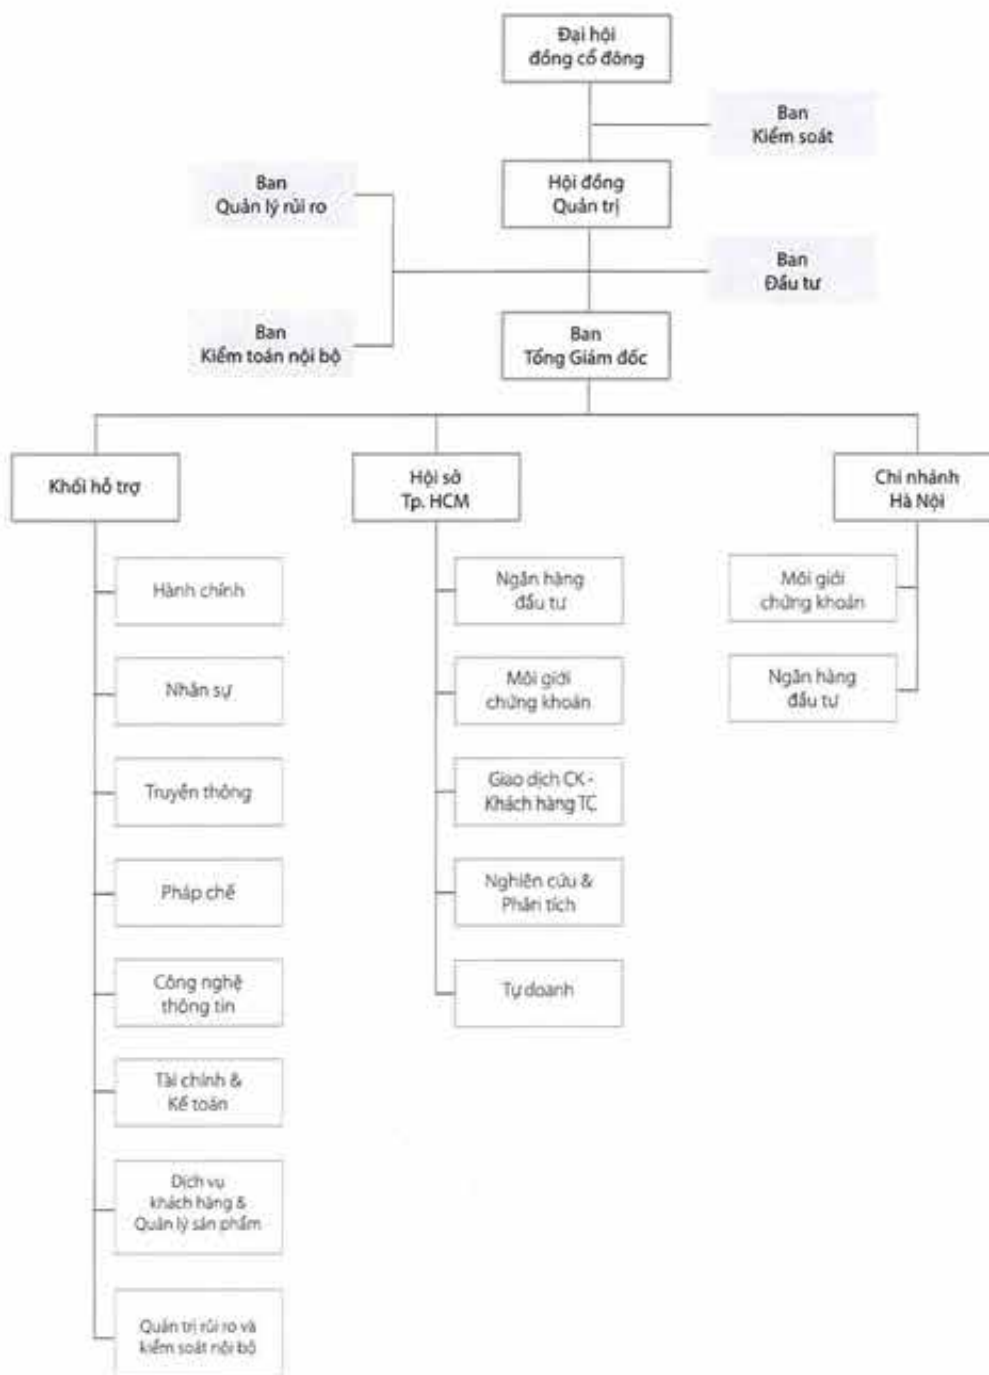 Đại hội
đồng cổ đông
Ban
Kiểm soát
Ban
Quản lý rủi ro
Hội đồng
Quản trị
Ban
Đầu tư
Ban
Kiểm toán nội bộ
Ban
Tổng Giám đốc
Khối hỗ trợ
Hội sở
Tp. HCM
Chi nhánh
Hà Nội
Hành chính
Nhân sự
Truyền thông
Pháp chế
Công nghệ
thông tin
Tài chính &
Kế toán
Dịch vụ
khách hàng &
Quản lý sản phẩm
Quản trị rủi ro và
kiểm soát nội bộ
Ngân hàng
đầu tư
Môi giới
chứng khoán
Giao dịch CK -
Khách hàng TC
Nghiên cứu &
Phân tích
Tự doanh
Môi giới
chứng khoán
Ngân hàng
đầu tư